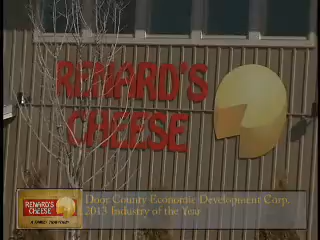 RENARD'S
CHEESE
RENARD'S
CHEESE
Door County Economic Development Corp.
2013 Industry of the Year